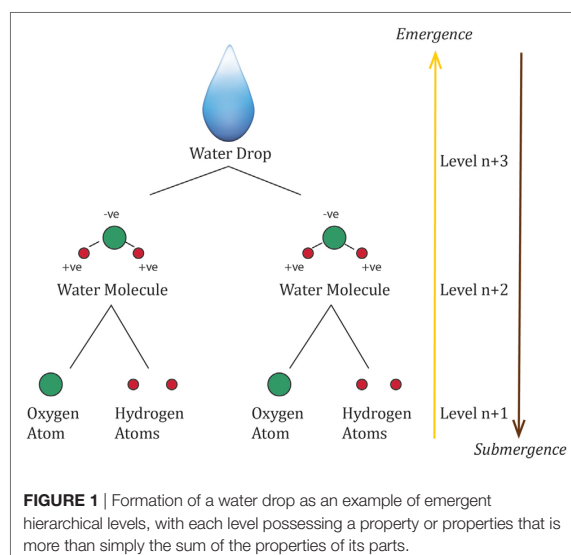 Emergence
Water Drop
Level n+3
-ve
-ve
+ve
+ve
+ve
+ve
Water Molecule
Water Molecule
Level n+2
Oxygen
Atom
Hydrogen
Atoms
Oxygen
Atom
Hydrogen
Atoms
Level n+1
Submergence
FIGURE 1 | Formation of a water drop as an example of emergent
hierarchical levels, with each level possessing a property or properties that is
more than simply the sum of the properties of its parts.